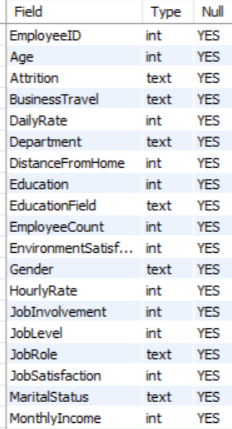 Field Type Null
EmployeeID int YES
Age int YES
Attrition text YES
BusinessTravel text YES
DailyRate int YES
Department text YES
DistanceFromHome int YES
Education int YES
EducationField text YES
EmployeeCount int YES
EnvironmentSatisf... int YES
Gender text YES
HourlyRate int YES
JobInvolvement int YES
JobLevel int YES
JobRole text YES
JobSatisfaction int YES
MaritalStatus text YES
MonthlyIncome int YES